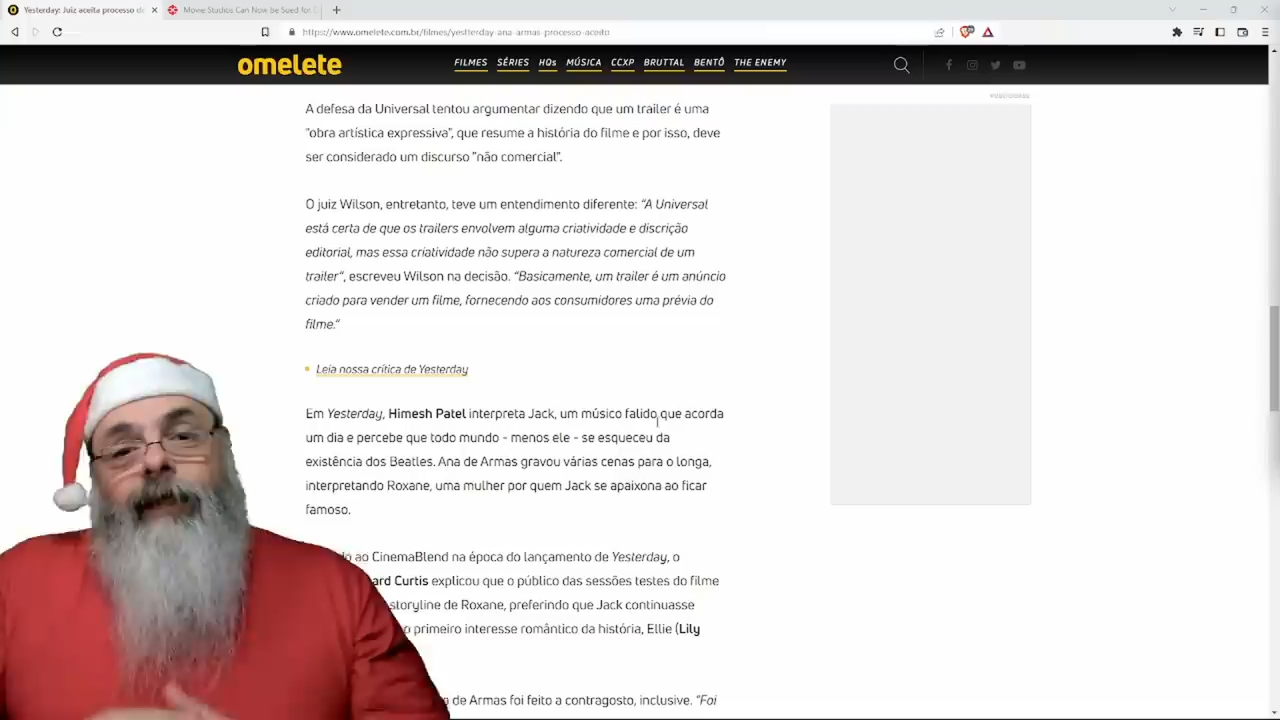 Yesterday: Juiz aceita processo de
Movie Studios Can Now be Sued for
https://www.omelete.com.br/filmes/yestterday-ana-armas-processo-aceito
omelete
FILMES SÉRIES HQs MÚSICA CCXP BRUTTAL BENTÔ THE ENEMY
A defesa da Universal tentou argumentar dizendo que um trailer é uma
"obra artística expressiva", que resume a história do filme e por isso, deve
ser considerado um discurso "não comercial".
O juiz Wilson, entretanto, teve um entendimento diferente: “A Universal
está certa de que os trailers envolvem alguma criatividade e discrição
editorial, mas essa criatividade não supera a natureza comercial de um
trailer“, escreveu Wilson na decisão. “Basicamente, um trailer é um anúncio
criado para vender um filme, fornecendo aos consumidores uma prévia do
filme.“
Leia nossa crítica de Yesterday
Em Yesterday, Himesh Patel interpreta Jack, um músico falido que acorda
um dia e percebe que todo mundo - menos ele - se esqueceu da
existência dos Beatles. Ana de Armas gravou várias cenas para o longa,
interpretando Roxane, uma mulher por quem Jack se apaixona ao ficar
famoso.
ao CinemaBlend na época do lançamento de Yesterday, o
ard Curtis explicou que o público das sessões testes do filme
storyline de Roxane, preferindo que Jack continuasse
o primeiro interesse romântico da história, Ellie (Lily
de Armas foi feito a contragosto, inclusive. “Foi